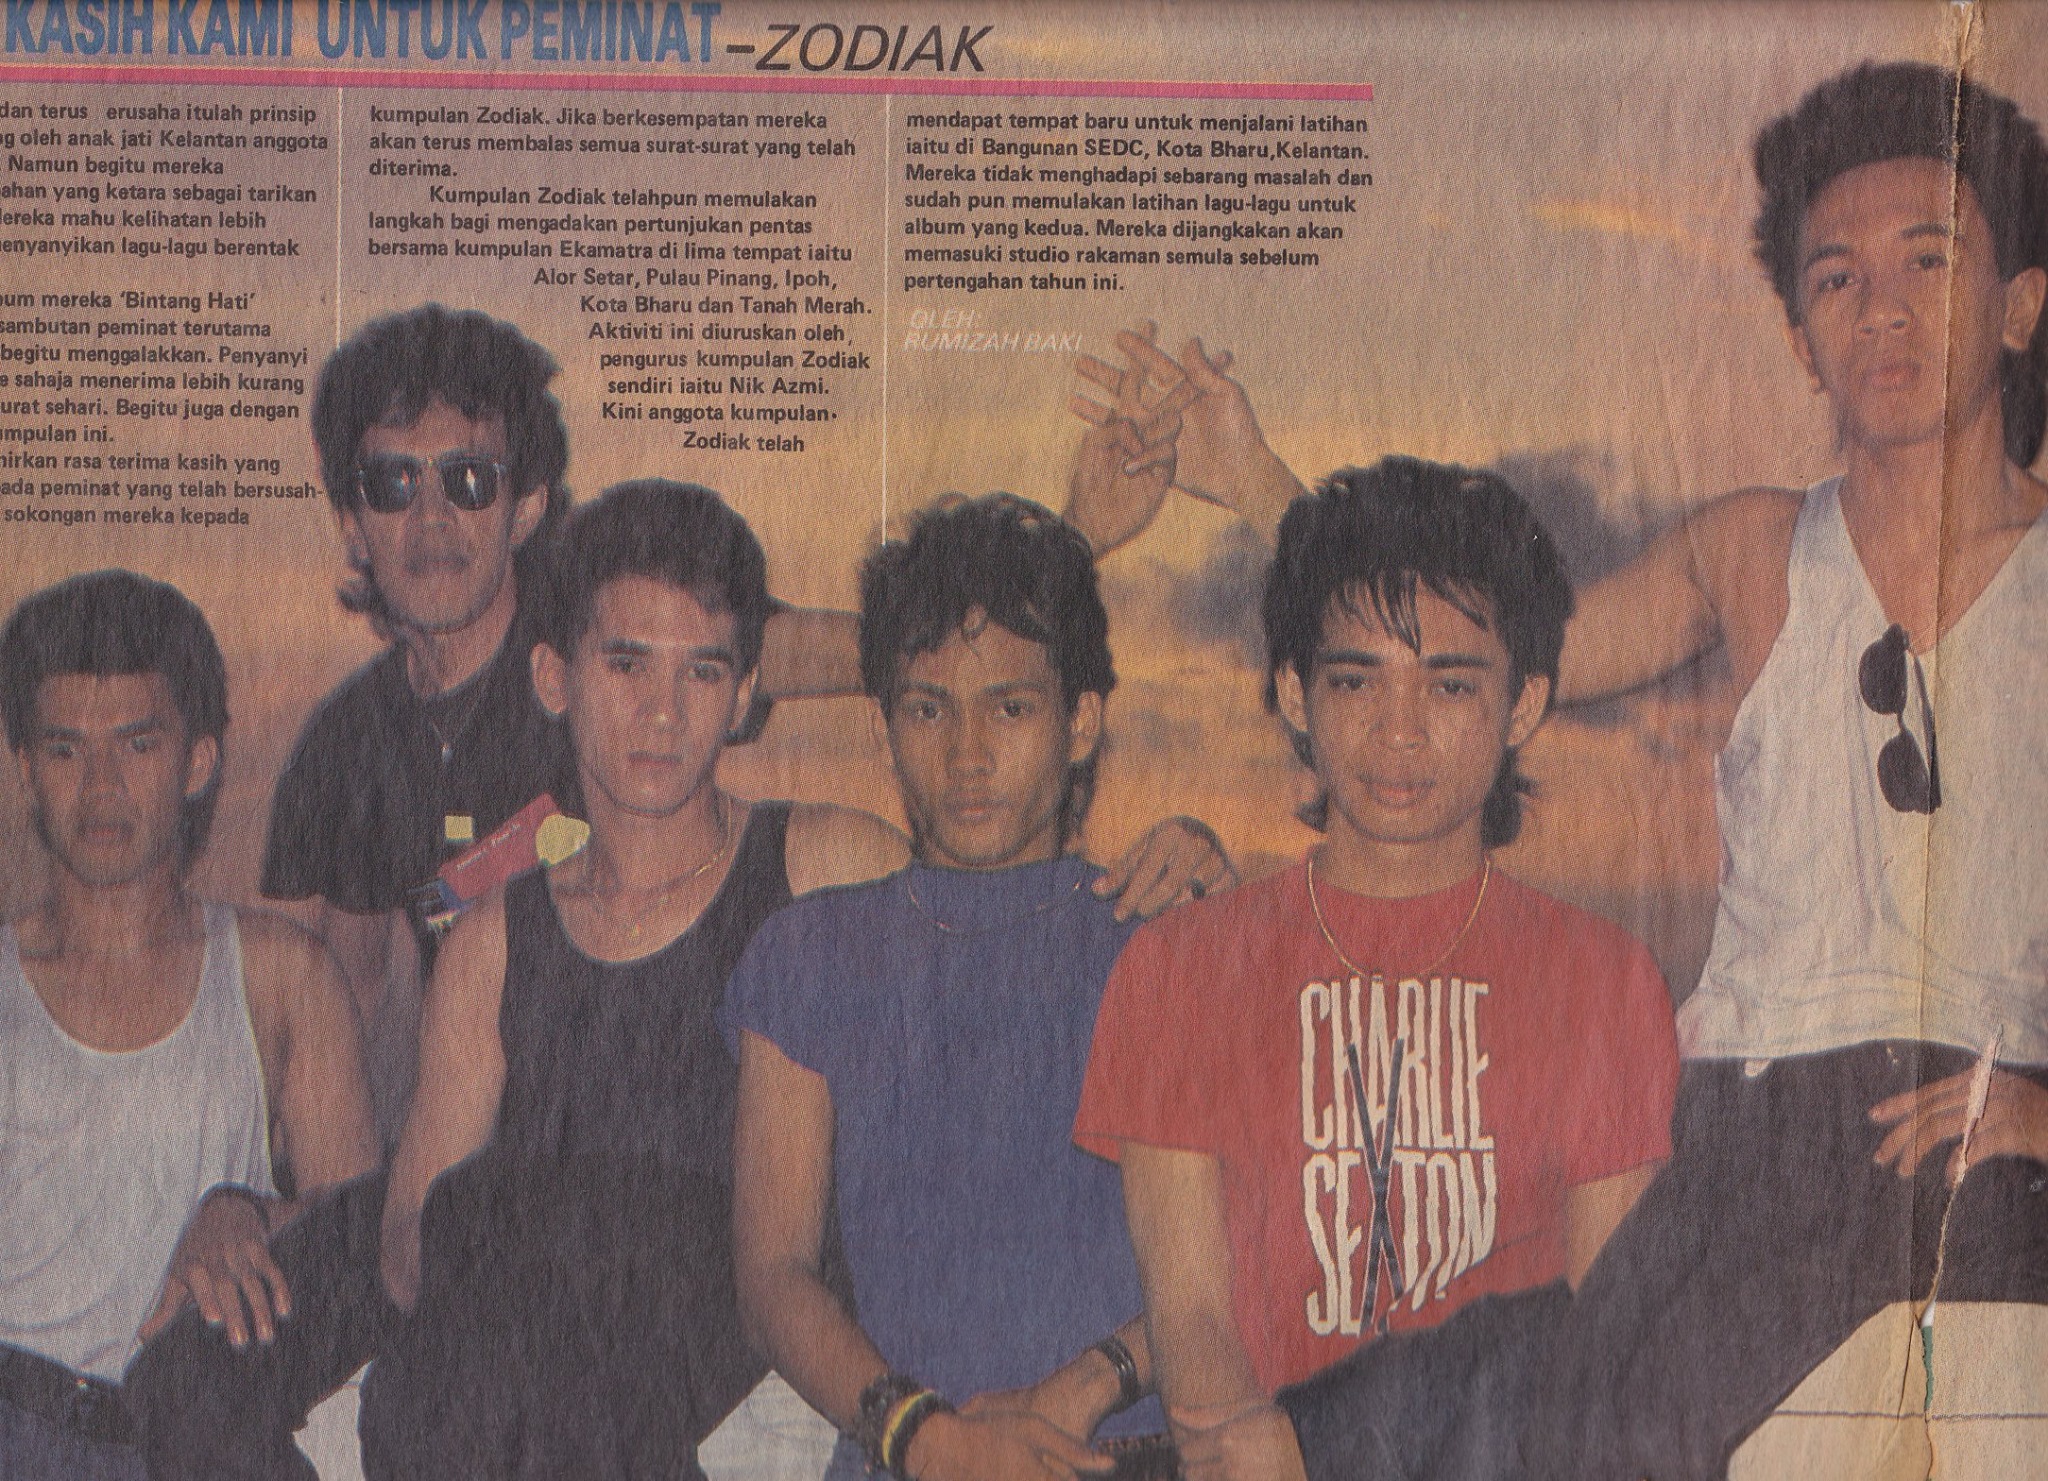 KASIH KAMI UNTUK PEMINAT -ZODIAK
dan terus erusaha itulah prinsip
oleh anak jati Kelantan anggota
Namun begitu mereka
ahan yang ketara sebagai tarikan
ereka mahu kelihatan lebih
enyanyikan lagu-lagu berentak
um mereka 'Bintang Hati'
sambutan peminat terutama
begitu menggalakkan. Penyanyi
e sahaja menerima lebih kurang
urat sehari. Begitu juga dengan
mpulan ini.
hirkan rasa terima kasih yang
ada peminat yang telah bersusah-
sokongan mereka kepada
kumpulan Zodiak. Jika berkesempatan mereka
akan terus membalas semua surat-surat yang telah
diterima.
Kumpulan Zodiak telahpun memulakan
langkah bagi mengadakan pertunjukan pentas
bersama kumpulan Ekamatra di lima tempat iaitu
Alor Setar, Pulau Pinang, Ipoh,
Kota Bharu dan Tanah Merah.
Aktiviti ini diuruskan oleh,
pengurus kumpulan Zodiak
sendiri iaitu Nik Azmi.
Kini anggota kumpulan
Zodiak telah
mendapat tempat baru untuk menjalani latihan
iaitu di Bangunan SEDC, Kota Bharu,Kelantan.
Mereka tidak menghadapi sebarang masalah dan
sudah pun memulakan latihan lagu-lagu untuk
album yang kedua. Mereka dijangkakan akan
memasuki studio rakaman semula sebelum
pertengahan tahun ini.
OLEH:
RUMIZAH BAKI
CHARLIE
SEXTON